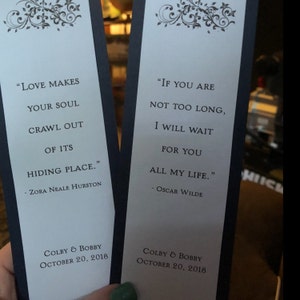 "Love makes
your soul
crawl out
of its
hiding place."
- Zora Neale Hurston
Colby & Bobby
October 20, 2018
"If you are
not too long,
I will wait
for you
all my life."
- Oscar Wilde
Colby & Bobby
October 20, 2018